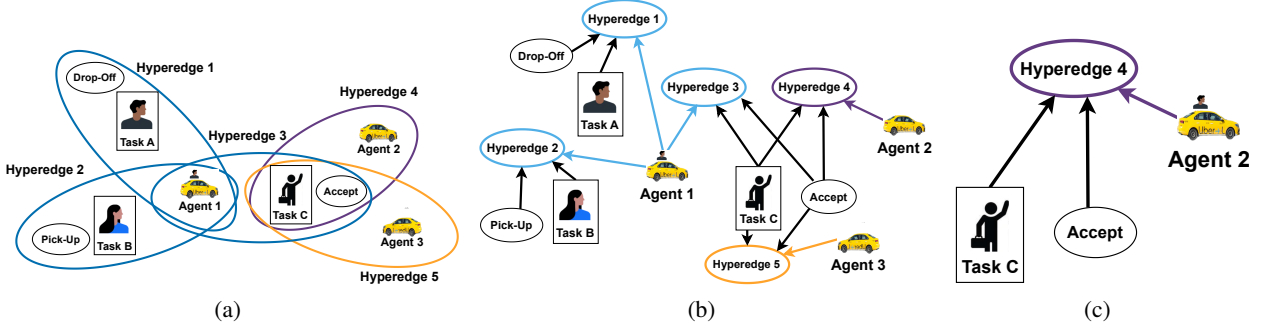 Hyperedge 1
Drop-Off
Task A
Hyperedge 4
Hyperedge 3
Agent 2
Hyperedge 2
Agent 1
Task C
Accept
Pick-Up
Task B
Agent 3
Hyperedge 5
(a)
Hyperedge 1
Drop-Off
Task A
Hyperedge 3
Hyperedge 4
Hyperedge 2
Agent 1
Agent 2
Task C
Accept
Pick-Up
Task B
Hyperedge 5
Agent 3
(b)
Hyperedge 4
Agent 2
Task C
Accept
(c)